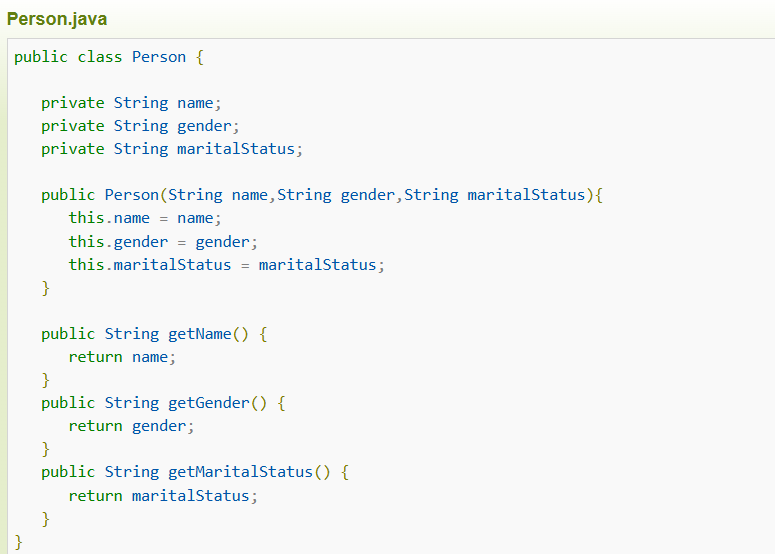 Person.java
public class Person {
private String name;
private String gender;
private String maritalStatus;
public Person(String name,String gender,String maritalStatus){
this.name = name;
this.gender = gender;
this.maritalStatus = maritalStatus;
}
public String getName() {
return name;
}
public String getGender() {
return gender;
}
public String getMaritalStatus() {
return maritalStatus;
}
}